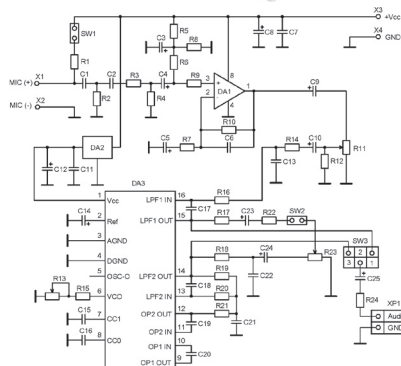 X3
+Vcc
SW1
C3
R5
R8
C8
C7
X4
GND
R1
R6
X1
MIC (+)
C1
C2
R3
C4
R9
3
8
DA1
1
2
4
C9
R2
R4
X2
MIC (-)
R10
C5
R7
C6
R14
C10
R11
DA2
C12
C11
C13
R12
DA3
1
Vcc
LPF1 IN
16
R16
C17
C14
2
Ref
LPF1 OUT
15
R17
C23
R22
SW2
3
AGND
SW3
2
3
1
R18
C24
R23
4
DGND
LPF2 OUT
14
R19
C18
C22
C25
5
OSC-O
R13
R15
6
VCO
LPF2 IN
13
R20
R24
C15
7
CC1
OP2 OUT
12
R21
XP1
Aud
C19
C21
OP2 IN
11
GND
C16
8
CC0
OP1 IN
10
C20
OP1 OUT
9